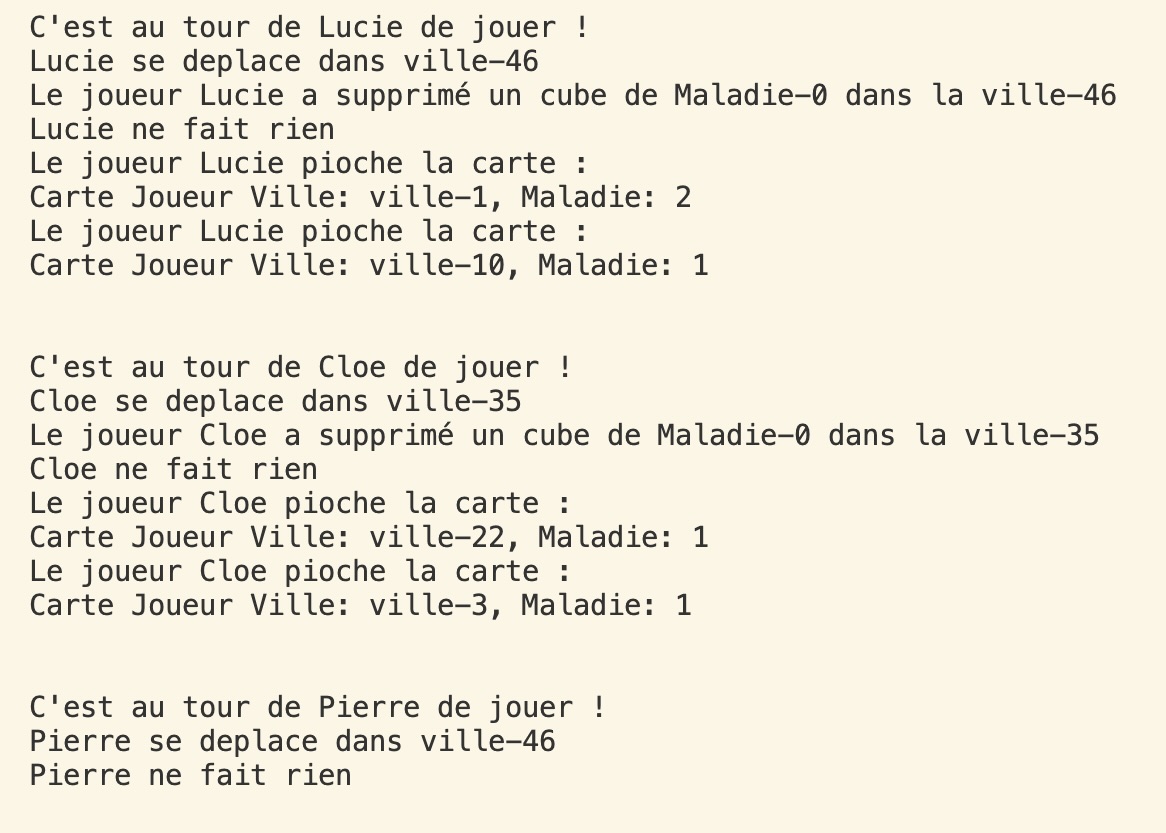 C'est au tour de Lucie de jouer !
Lucie se deplace dans ville-46
Le joueur Lucie a supprimé un cube de Maladie-0 dans la ville-46
Lucie ne fait rien
Le joueur Lucie pioche la carte :
Carte Joueur Ville: ville-1, Maladie: 2
Le joueur Lucie pioche la carte :
Carte Joueur Ville: ville-10, Maladie: 1
C'est au tour de Cloe de jouer !
Cloe se deplace dans ville-35
Le joueur Cloe a supprimé un cube de Maladie-0 dans la ville-35
Cloe ne fait rien
Le joueur Cloe pioche la carte :
Carte Joueur Ville: ville-22, Maladie: 1
Le joueur Cloe pioche la carte :
Carte Joueur Ville: ville-3, Maladie: 1
C'est au tour de Pierre de jouer !
Pierre se deplace dans ville-46
Pierre ne fait rien